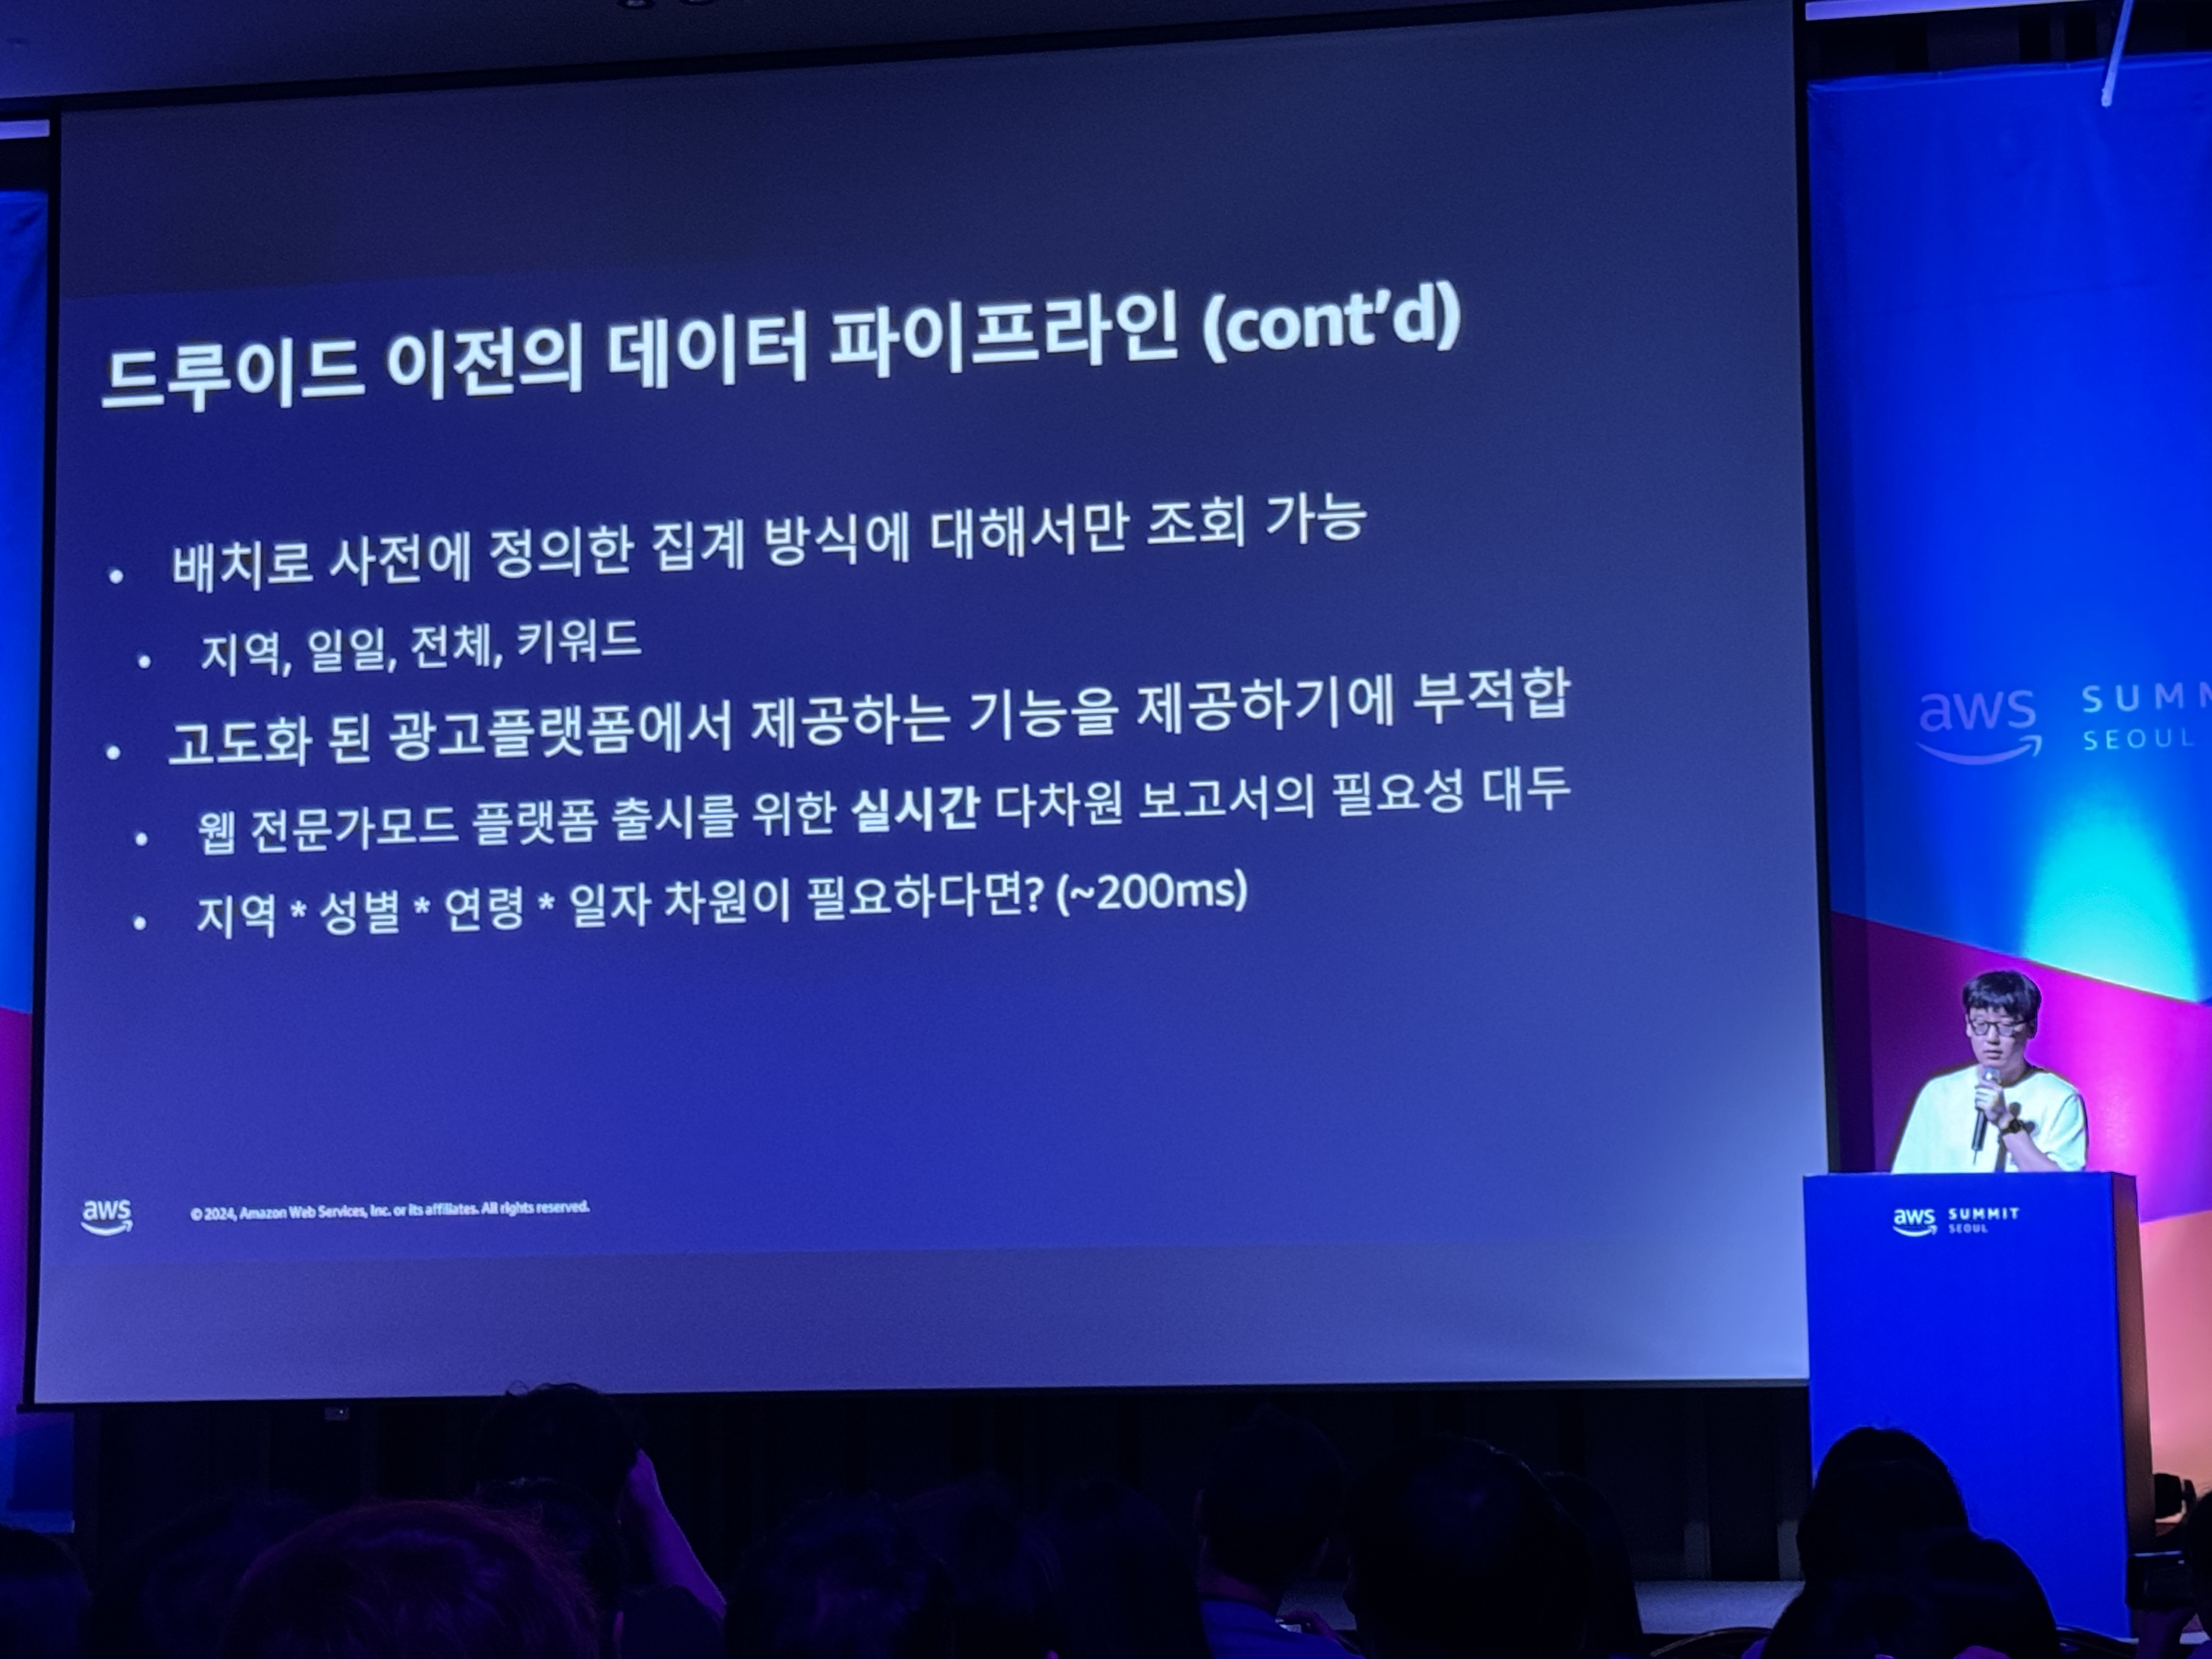 드루이드 이전의 데이터 파이프라인 (cont’d)
• 배치로 사전에 정의한 집계 방식에 대해서만 조회 가능
• 지역, 일일, 전체, 키워드
• 고도화 된 광고플랫폼에서 제공하는 기능을 제공하기에 부적합
• 웹 전문가모드 플랫폼 출시를 위한 실시간 다차원 보고서의 필요성 대두
• 지역 * 성별 * 연령 * 일자 차원이 필요하다면? (~200ms)
aws
© 2024, Amazon Web Services, Inc. or its affiliates. All rights reserved.
aws SUMM
SEOUL
aws SUMMIT
SEOUL